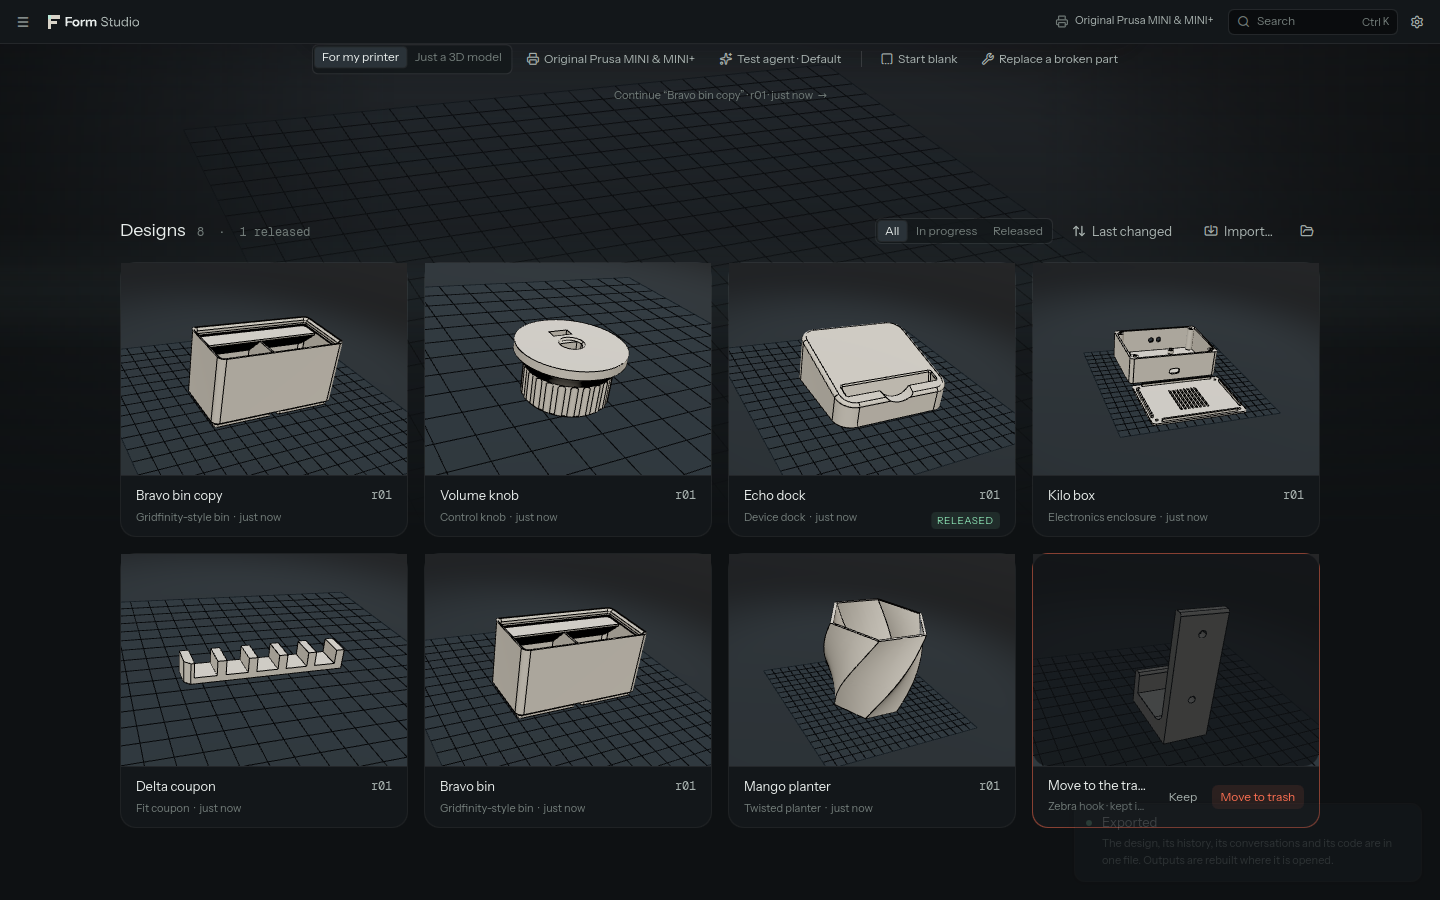 Form Studio
Original Prusa MINI & MINI+
Search
Ctrl K
For my printer
Just a 3D model
Original Prusa MINI & MINI+
Test agent · Default
Start blank
Replace a broken part
Continue "Bravo bin copy" · r01 · just now →
Designs 8 · 1 released
All
In progress
Released
Last changed
Import...
Bravo bin copy r01
Gridfinity-style bin · just now
Volume knob r01
Control knob · just now
Echo dock r01
Device dock · just now
RELEASED
Kilo box r01
Electronics enclosure · just now
Delta coupon r01
Fit coupon · just now
Bravo bin r01
Gridfinity-style bin · just now
Mango planter r01
Twisted planter · just now
Move to the tra...
Zebra hook · kept i...
Keep
Move to trash
Exported
The design, its history, its conversations and its code are in
one file. Outputs are rebuilt where it is opened.